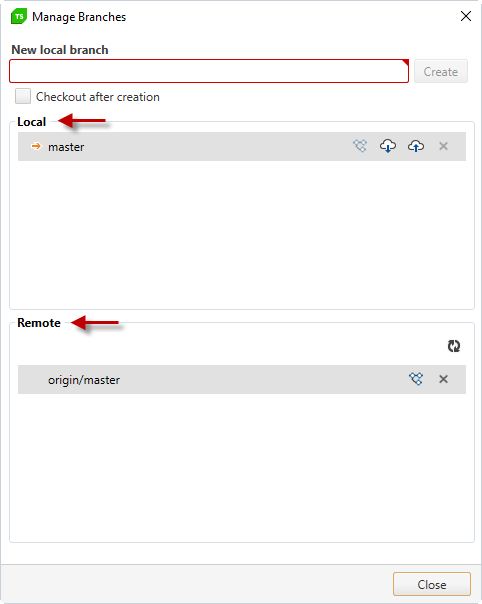 TS Manage Branches
New local branch
Create
Checkout after creation
Local
master
Remote
origin/master
Close